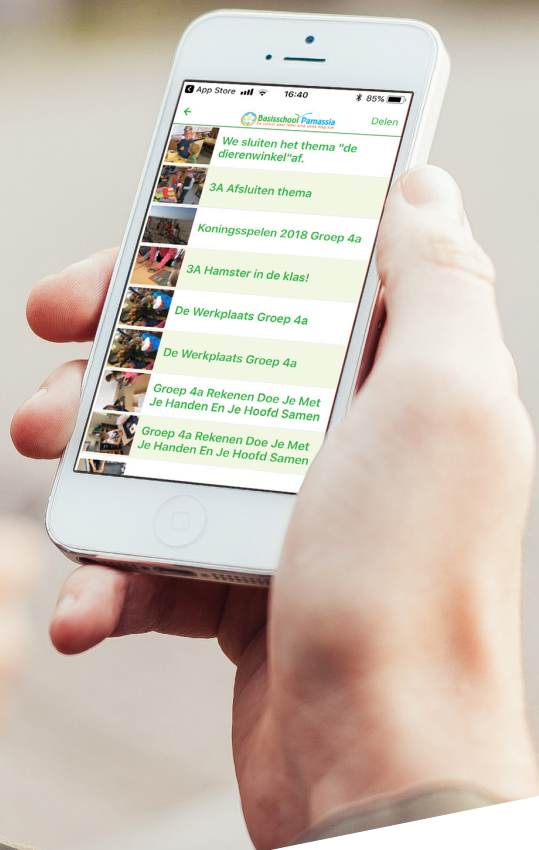 App Store
16:40
85%
Basisschool Parnassia
Delen
We sluiten het thema "de
dierenwinkel"af.
3A Afsluiten thema
Koningsspelen 2018 Groep 4a
3A Hamster in de klas!
De Werkplaats Groep 4a
De Werkplaats Groep 4a
Groep 4a Rekenen Doe Je Met
Je Handen En Je Hoofd Samen
Groep 4a Rekenen Doe Je Met
Je Handen En Je Hoofd Samen